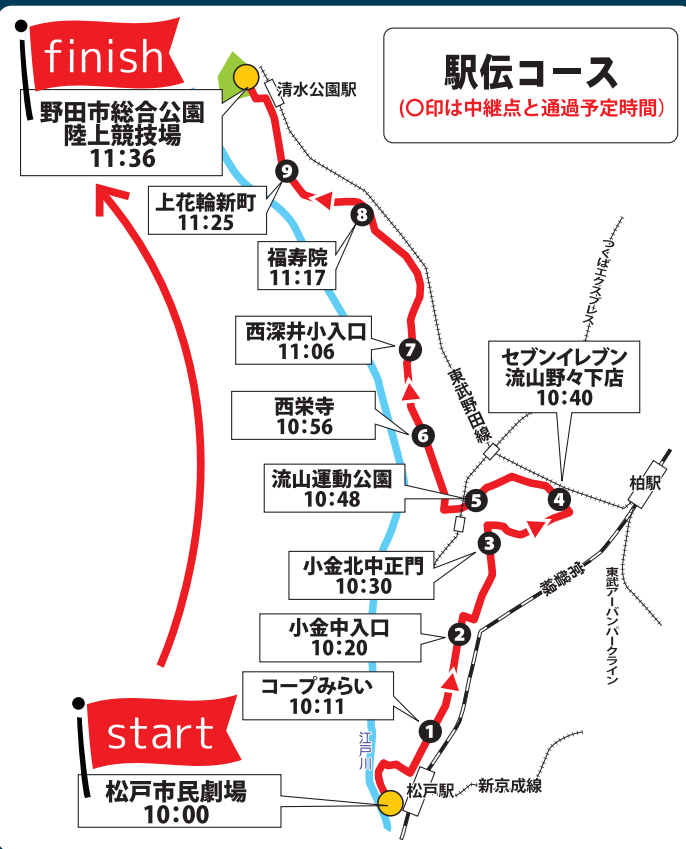 finish
野田市総合公園
陸上競技場
11:36
駅伝コース
(〇印は中継点と通過予定時間)
清水公園駅
9
上花輪新町
11:25
8
福寿院
11:17
つくばエクスプレス
西深井小入口
11:06
7
東武野田線
セブンイレブン
流山野々下店
10:40
西栄寺
10:56
6
流山運動公園
10:48
5
4
柏駅
3
小金北中正門
10:30
常磐線
東武アーバンパークライン
小金中入口
10:20
2
コープみらい
10:11
1
start
江戸川
松戸市民劇場
10:00
松戸駅
新京成線